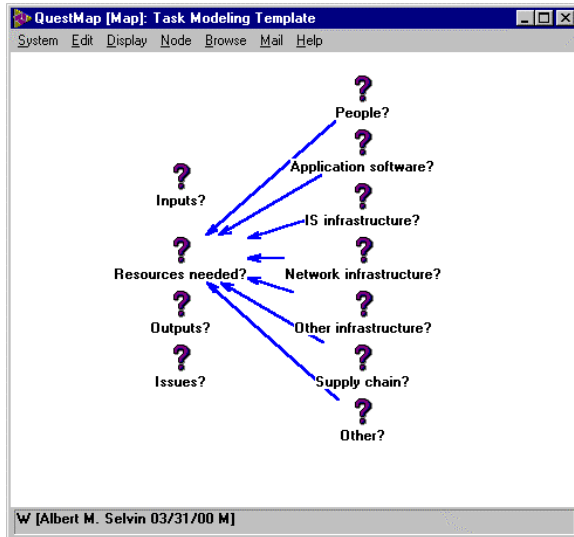 QuestMap [Map]: Task Modeling Template
System Edit Display Node Browse Mail Help
People?
Application software?
Inputs?
IS infrastructure?
Resources needed?
Network infrastructure?
Outputs?
Other infrastructure?
Issues?
Supply chain?
Other?
W [Albert M. Selvin 03/31/00 M]